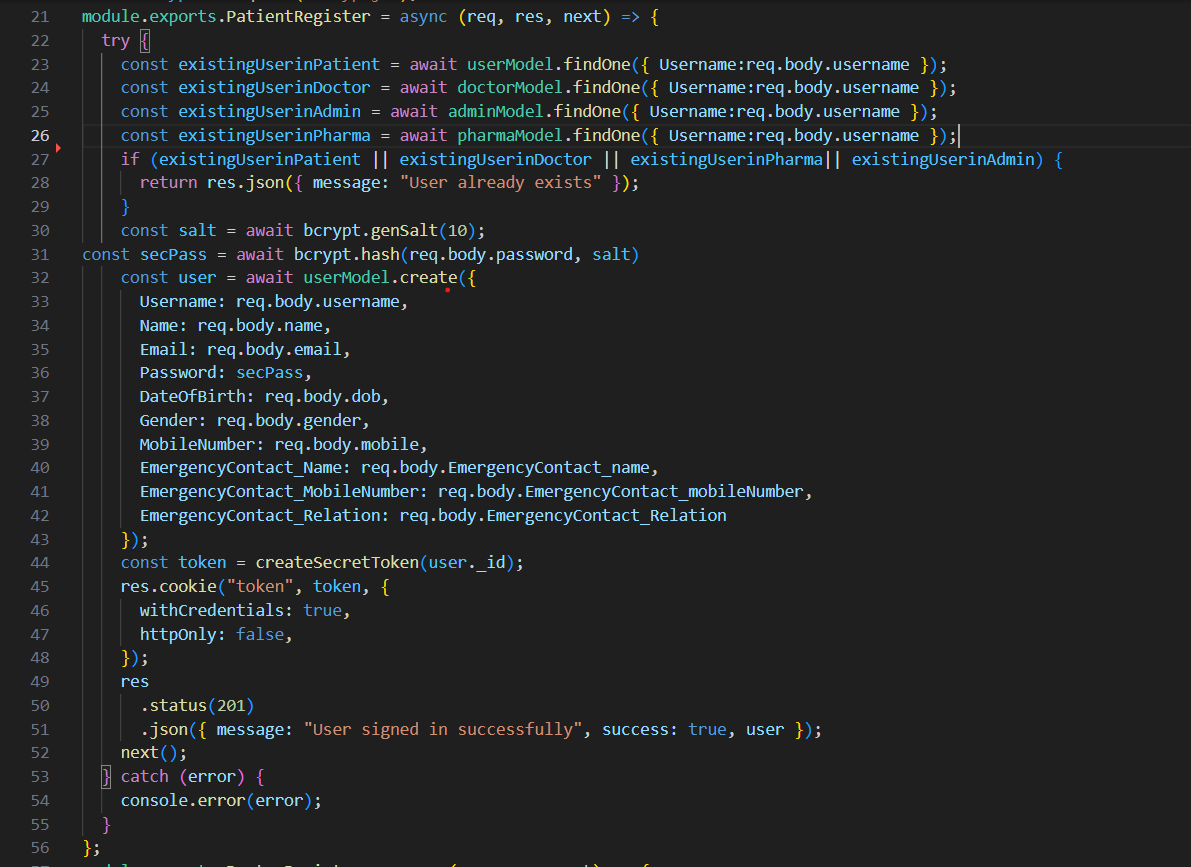 21 module.exports.PatientRegister = async (req, res, next) => {
22 try {
23 const existingUserinPatient = await userModel.findOne({ Username:req.body.username });
24 const existingUserinDoctor = await doctorModel.findOne({ Username:req.body.username });
25 const existingUserinAdmin = await adminModel.findOne({ Username:req.body.username });
26 const existingUserinPharma = await pharmaModel.findOne({ Username:req.body.username });
27 if (existingUserinPatient || existingUserinDoctor || existingUserinPharma|| existingUserinAdmin) {
28 return res.json({ message: "User already exists" });
29 }
30 const salt = await bcrypt.genSalt(10);
31 const secPass = await bcrypt.hash(req.body.password, salt)
32 const user = await userModel.create({
33 Username: req.body.username,
34 Name: req.body.name,
35 Email: req.body.email,
36 Password: secPass,
37 DateOfBirth: req.body.dob,
38 Gender: req.body.gender,
39 MobileNumber: req.body.mobile,
40 EmergencyContact_Name: req.body.EmergencyContact_name,
41 EmergencyContact_MobileNumber: req.body.EmergencyContact_mobileNumber,
42 EmergencyContact_Relation: req.body.EmergencyContact_Relation
43 });
44 const token = createSecretToken(user._id);
45 res.cookie("token", token, {
46 withCredentials: true,
47 httpOnly: false,
48 });
49 res
50 .status(201)
51 .json({ message: "User signed in successfully", success: true, user });
52 next();
53 } catch (error) {
54 console.error(error);
55 }
56 };